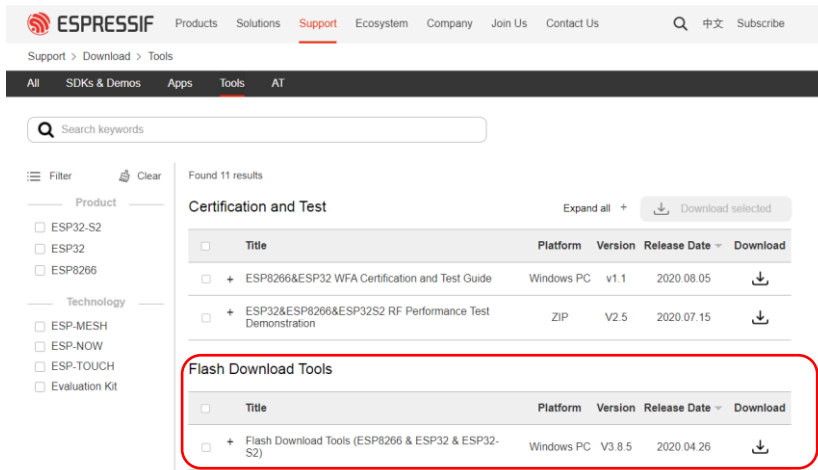 ESPRESSIF Products Solutions Support Ecosystem Company Join Us Contact Us 中文 Subscribe
Support > Download > Tools
All SDKs & Demos Apps Tools AT
Search keywords
Filter Clear
Product
ESP32-S2
ESP32
ESP8266
Technology
ESP-MESH
ESP-NOW
ESP-TOUCH
Evaluation Kit
Found 11 results
Certification and Test Expand all + Download selected
Title Platform Version Release Date Download
+ ESP8266&ESP32 WFA Certification and Test Guide Windows PC v1.1 2020.08.05
+ ESP32&ESP8266&ESP32S2 RF Performance Test
Demonstration ZIP V2.5 2020.07.15
Flash Download Tools
Title Platform Version Release Date Download
+ Flash Download Tools (ESP8266 & ESP32 & ESP32-
S2) Windows PC V3.8.5 2020.04.26